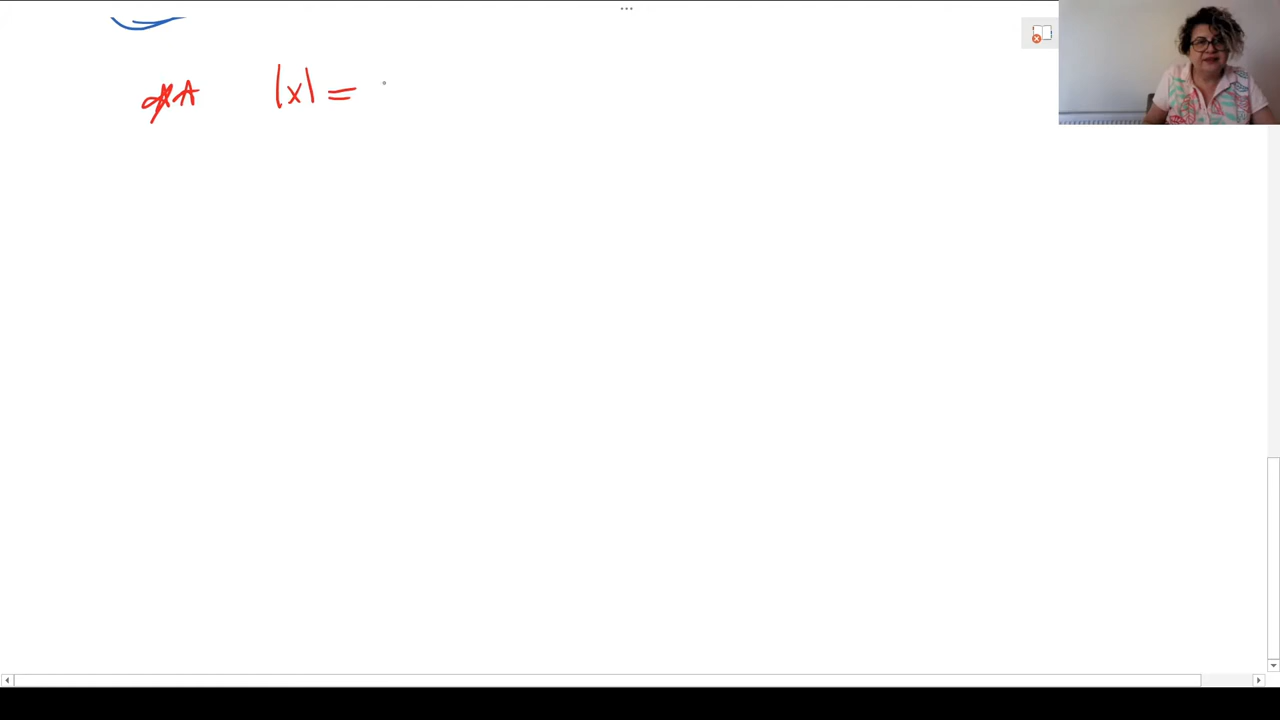 |x| =